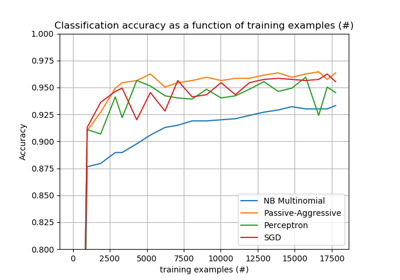 Classification accuracy as a function of training examples (#)
1.000
0.975
0.950
0.925
0.900
0.875
0.850
0.825
0.800
Accuracy
NB Multinomial
Passive-Aggressive
Perceptron
SGD
0 2500 5000 7500 10000 12500 15000 17500
training examples (#)